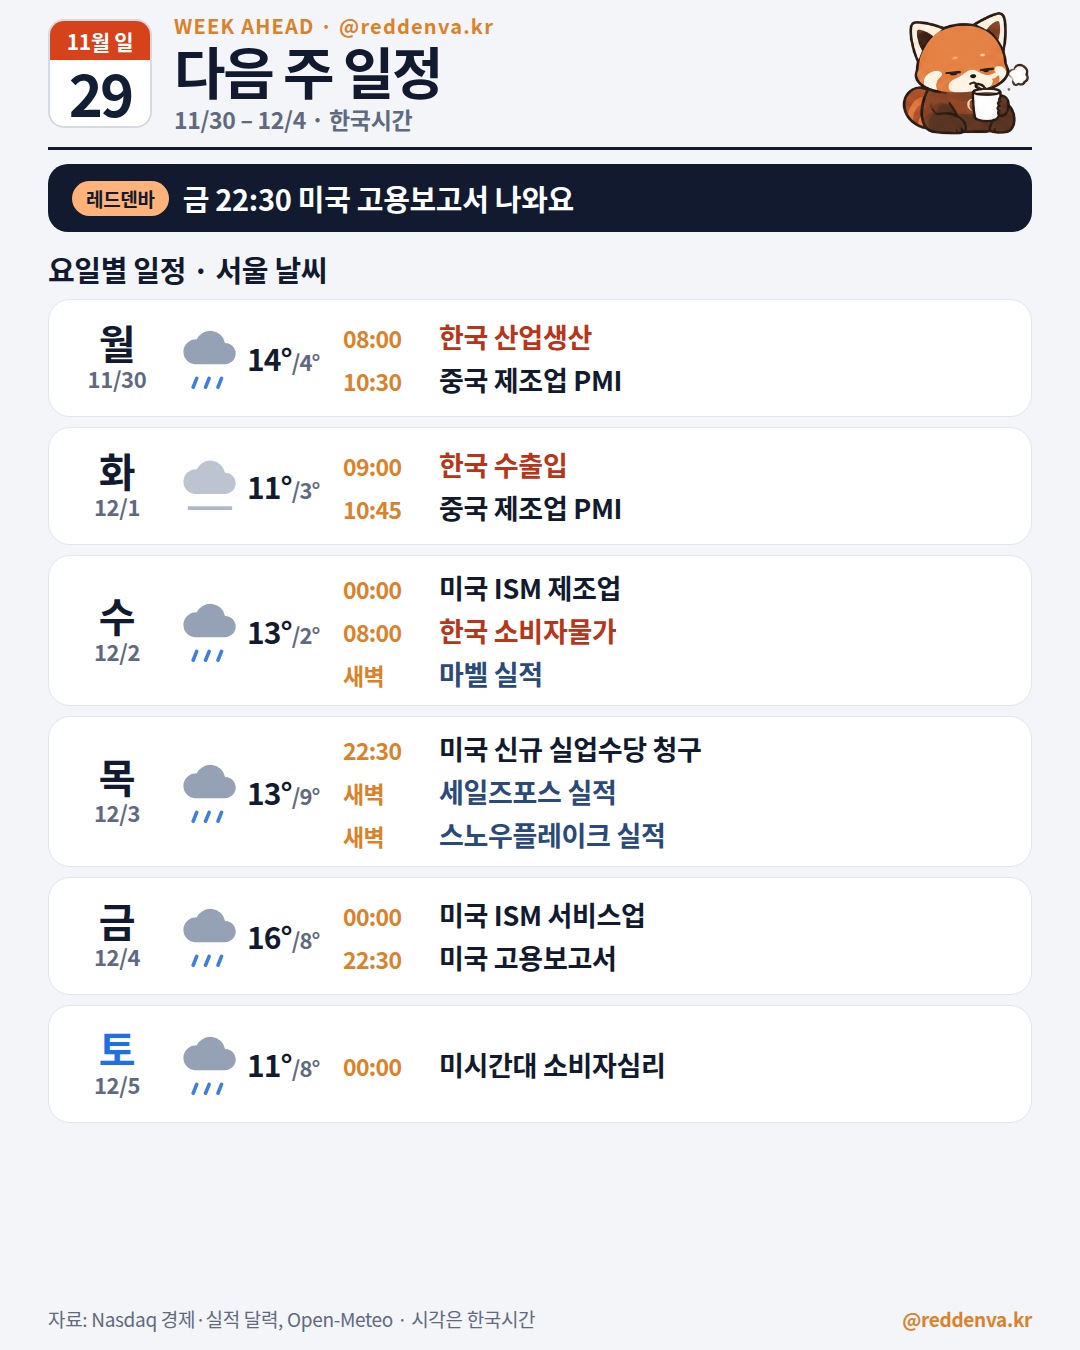 11월 일
29
WEEK AHEAD · @reddenva.kr
다음 주 일정
11/30 – 12/4 · 한국시간
레드덴바 금 22:30 미국 고용보고서 나와요
요일별 일정 · 서울 날씨
월
11/30
14°/4°
08:00 한국 산업생산
10:30 중국 제조업 PMI
화
12/1
11°/3°
09:00 한국 수출입
10:45 중국 제조업 PMI
수
12/2
13°/2°
00:00 미국 ISM 제조업
08:00 한국 소비자물가
새벽 마벨 실적
목
12/3
13°/9°
22:30 미국 신규 실업수당 청구
새벽 세일즈포스 실적
새벽 스노우플레이크 실적
금
12/4
16°/8°
00:00 미국 ISM 서비스업
22:30 미국 고용보고서
토
12/5
11°/8°
00:00 미시간대 소비자심리
자료: Nasdaq 경제·실적 달력, Open-Meteo · 시각은 한국시간
@reddenva.kr